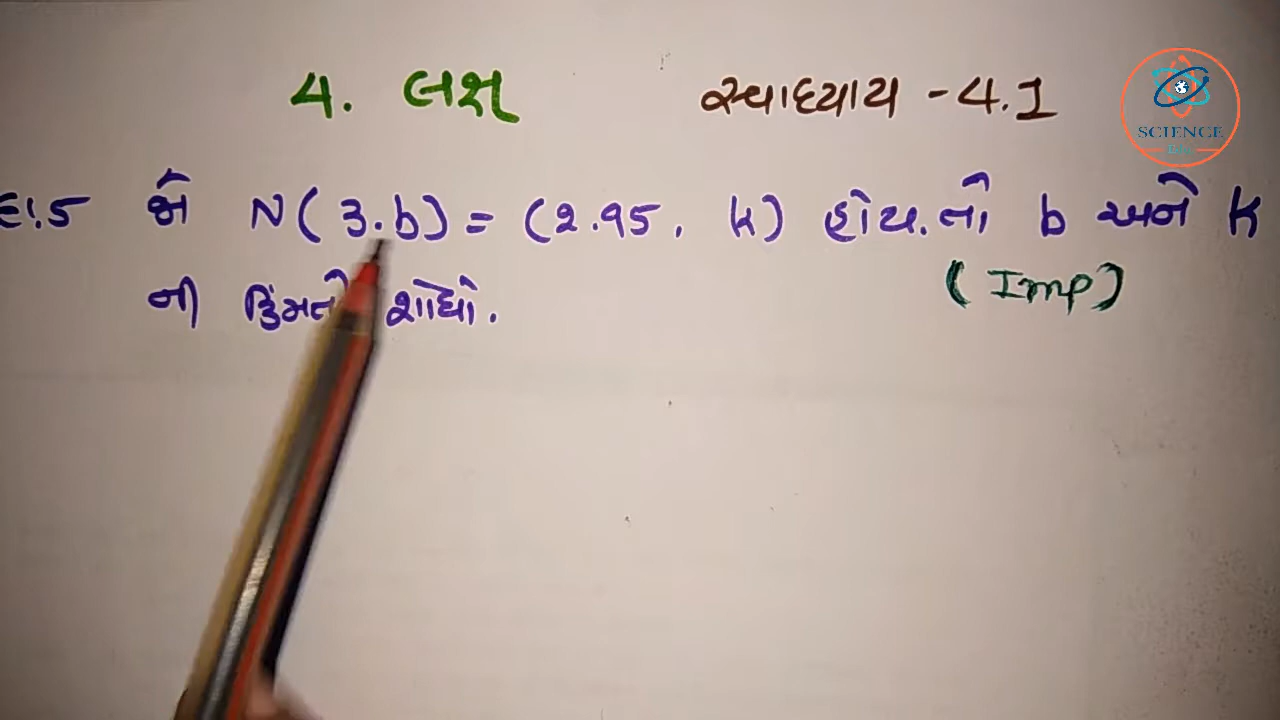 4. લક્ષ
સ્વાધ્યાય - 4.1
SCIENCE
દા.5 જો N(3.b) = (2.95, k) હોય.તો b અને k
ની કિંમતો શોધો.
(Imp)